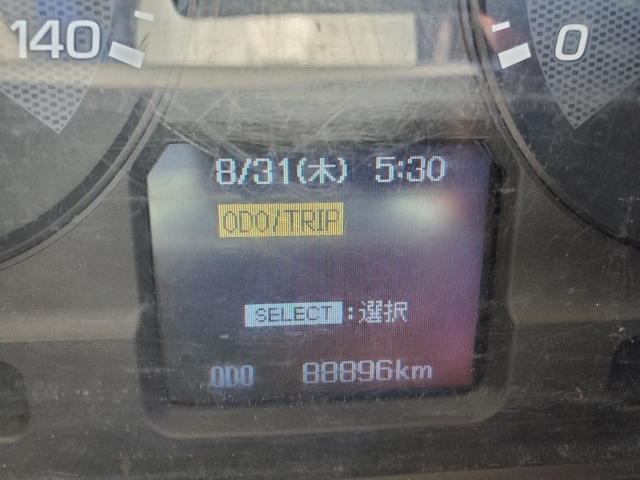 140 0
8/31(木) 5:30
ODO/TRIP
SELECT:選択
ODO 88896km